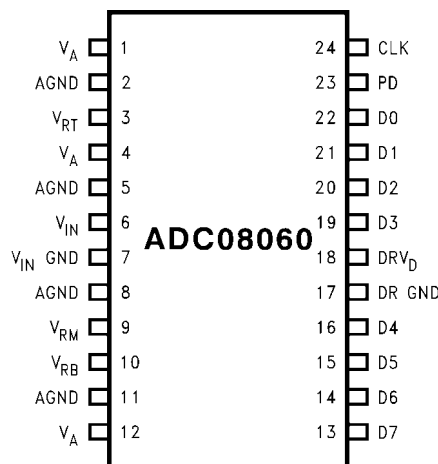 V_A 1 24 CLK
AGND 2 23 PD
V_RT 3 22 D0
V_A 4 21 D1
AGND 5 20 D2
V_IN 6 19 D3
ADC08060
V_IN GND 7 18 DRV_D
AGND 8 17 DR GND
V_RM 9 16 D4
V_RB 10 15 D5
AGND 11 14 D6
V_A 12 13 D7